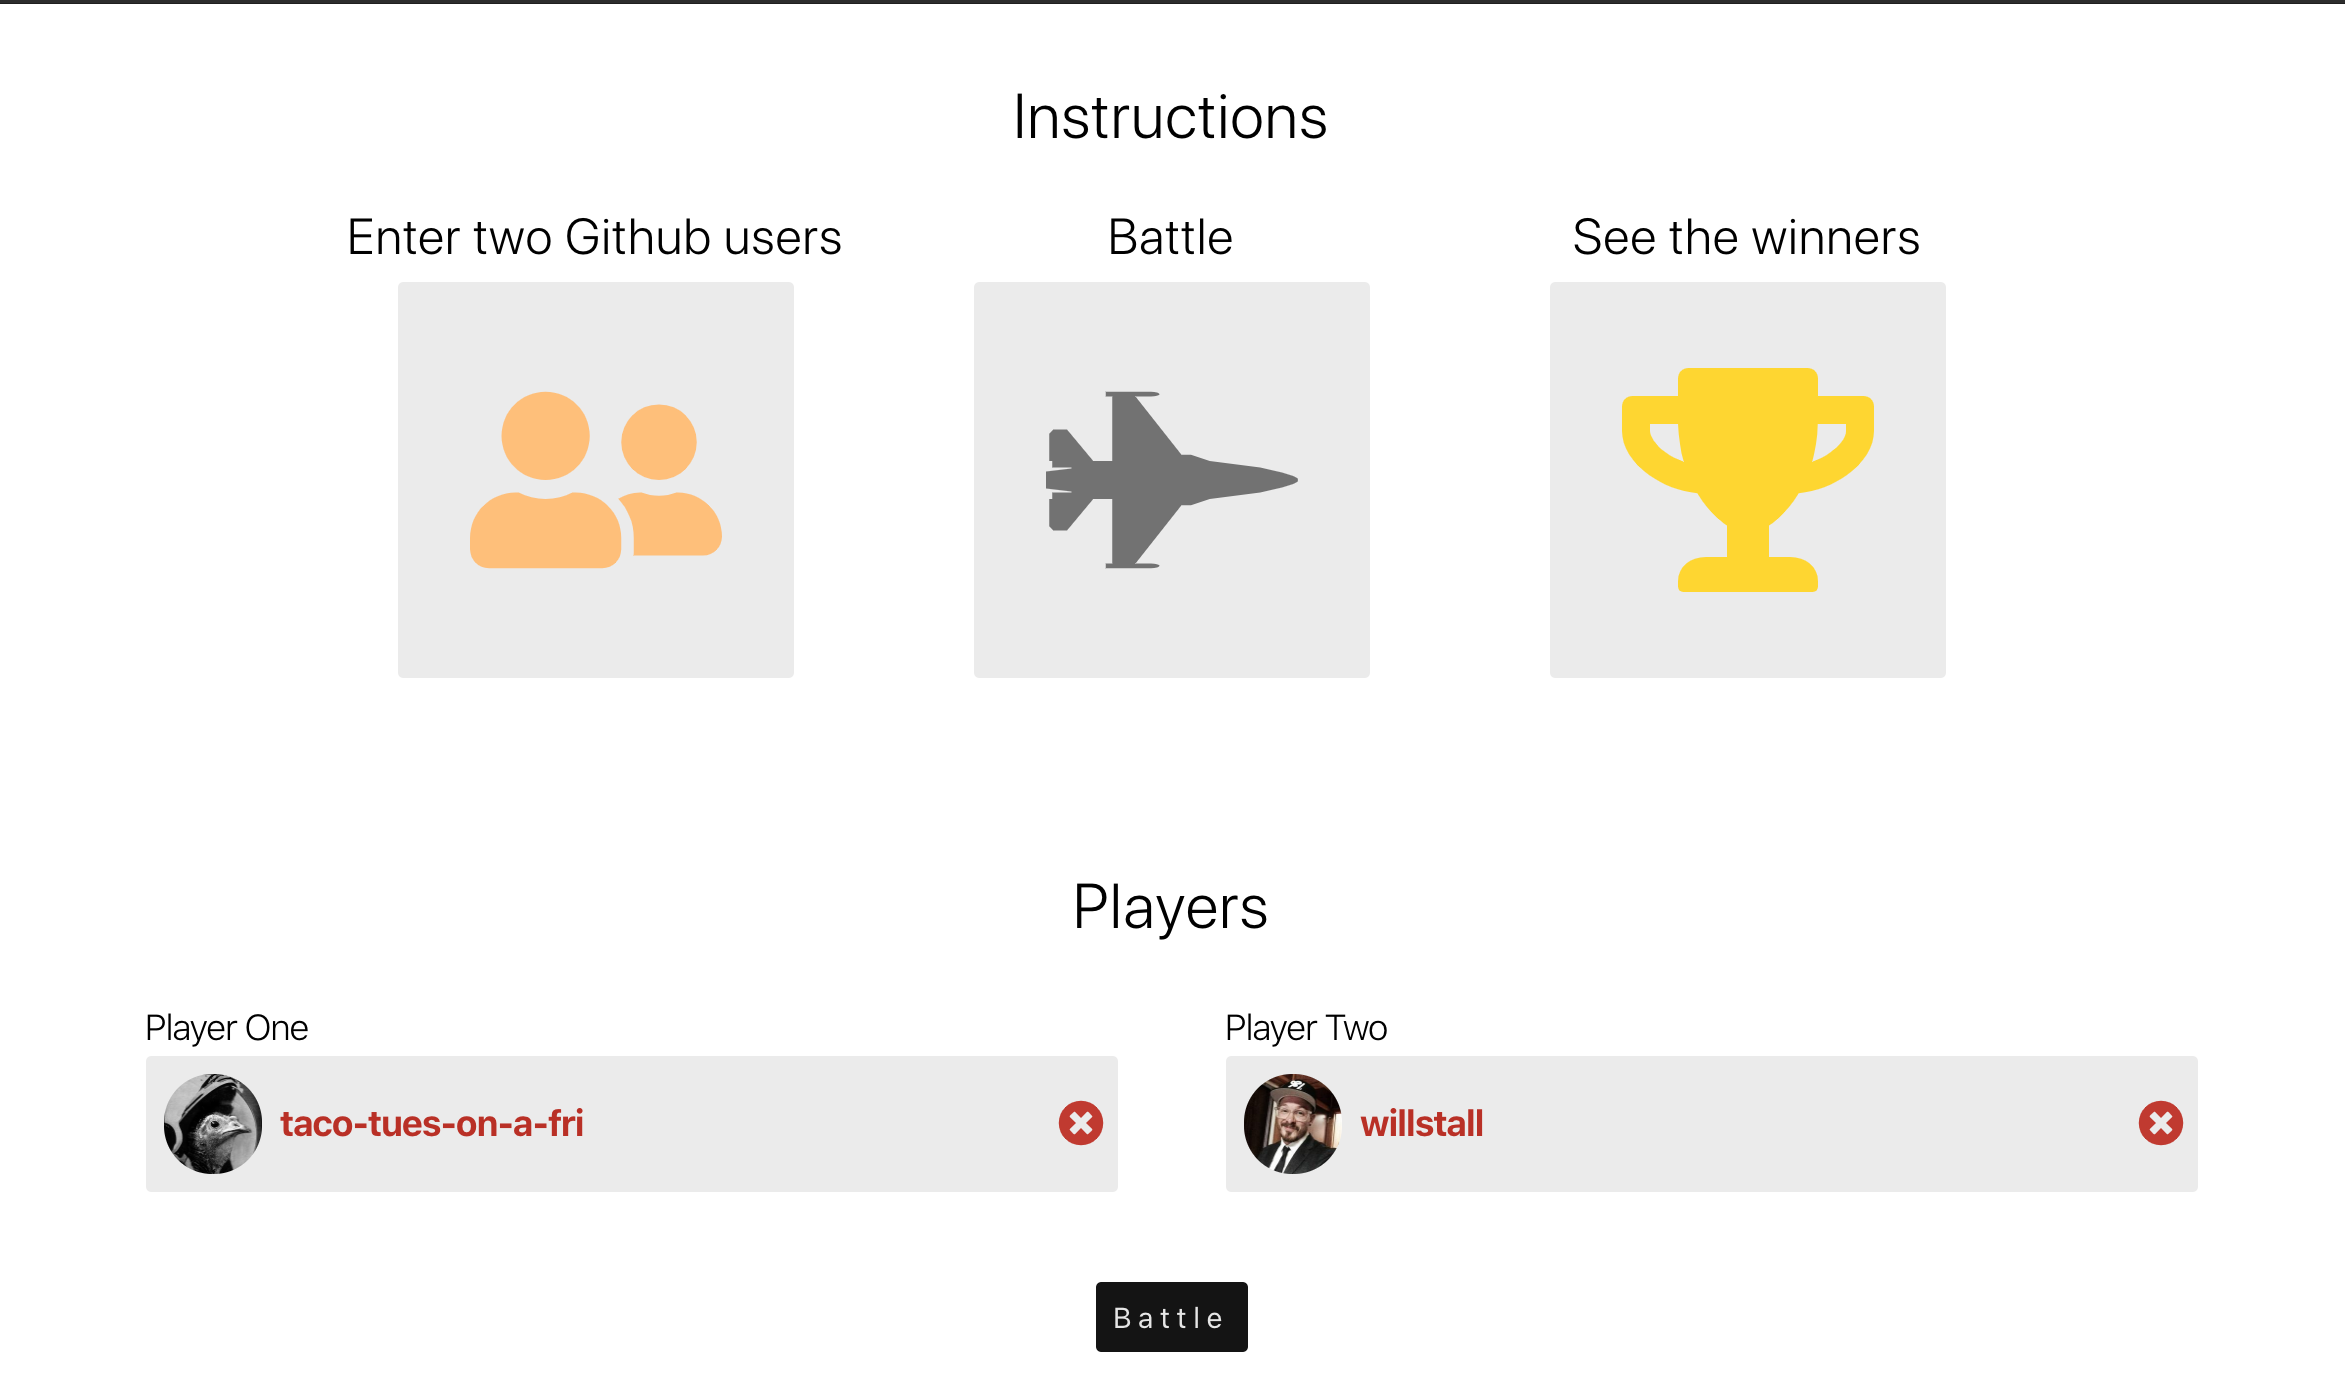 Instructions
Enter two Github users
Battle
See the winners
Players
Player One
Player Two
taco-tues-on-a-fri
willstall
Battle